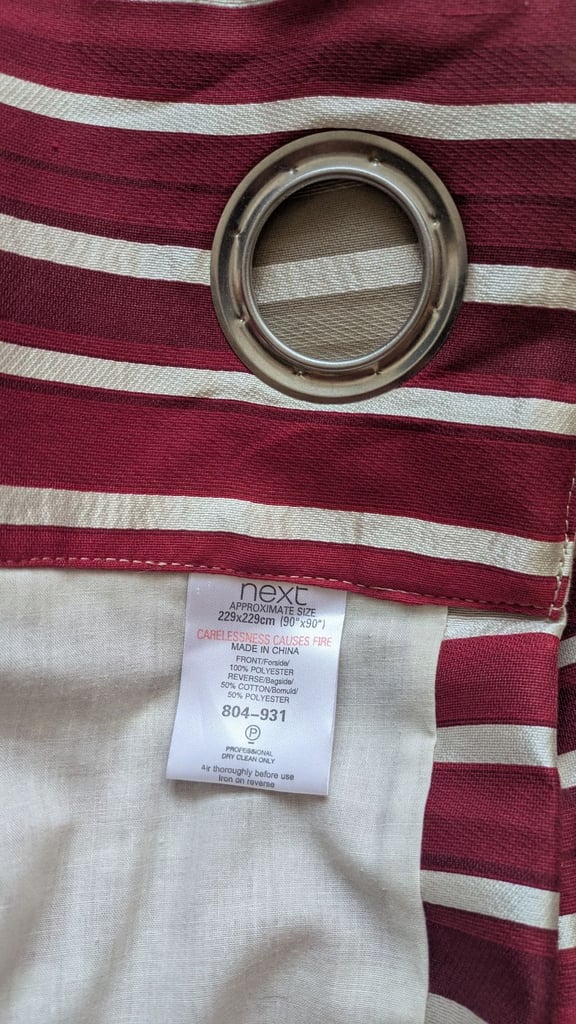 next
APPROXIMATE SIZE
229x229cm (90"x90")
CARELESSNESS CAUSES FIRE
MADE IN CHINA
FRONT/Forside/
100% POLYESTER
REVERSE/Bagside/
50% COTTON/Bomuld/
50% POLYESTER
804-931
P
PROFESSIONAL
DRY CLEAN ONLY
Air thoroughly before use
Iron on reverse